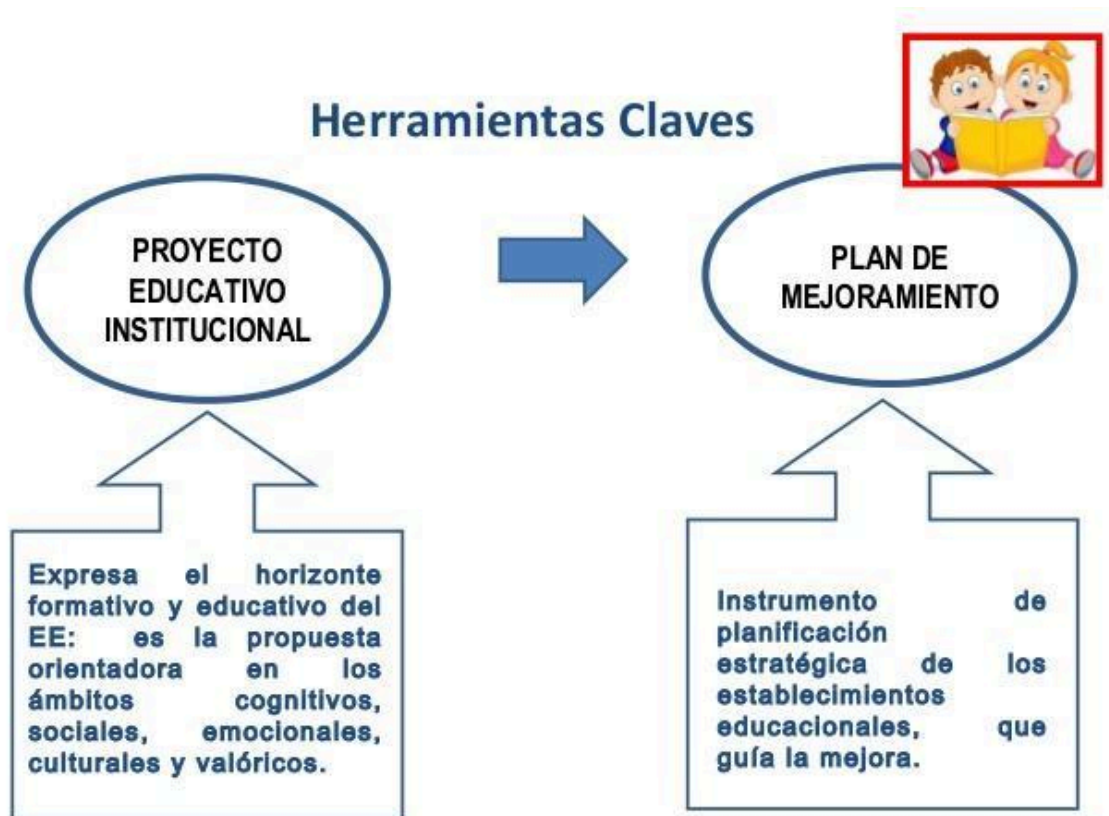 Herramientas Claves
PROYECTO
EDUCATIVO
INSTITUCIONAL
PLAN DE
MEJORAMIENTO
Expresa el horizonte
formativo y educativo del
EE: es la propuesta
orientadora en los
ámbitos cognitivos,
sociales, emocionales,
culturales y valóricos.
Instrumento de
planificación
estratégica de los
establecimientos
educacionales, que
guía la mejora.